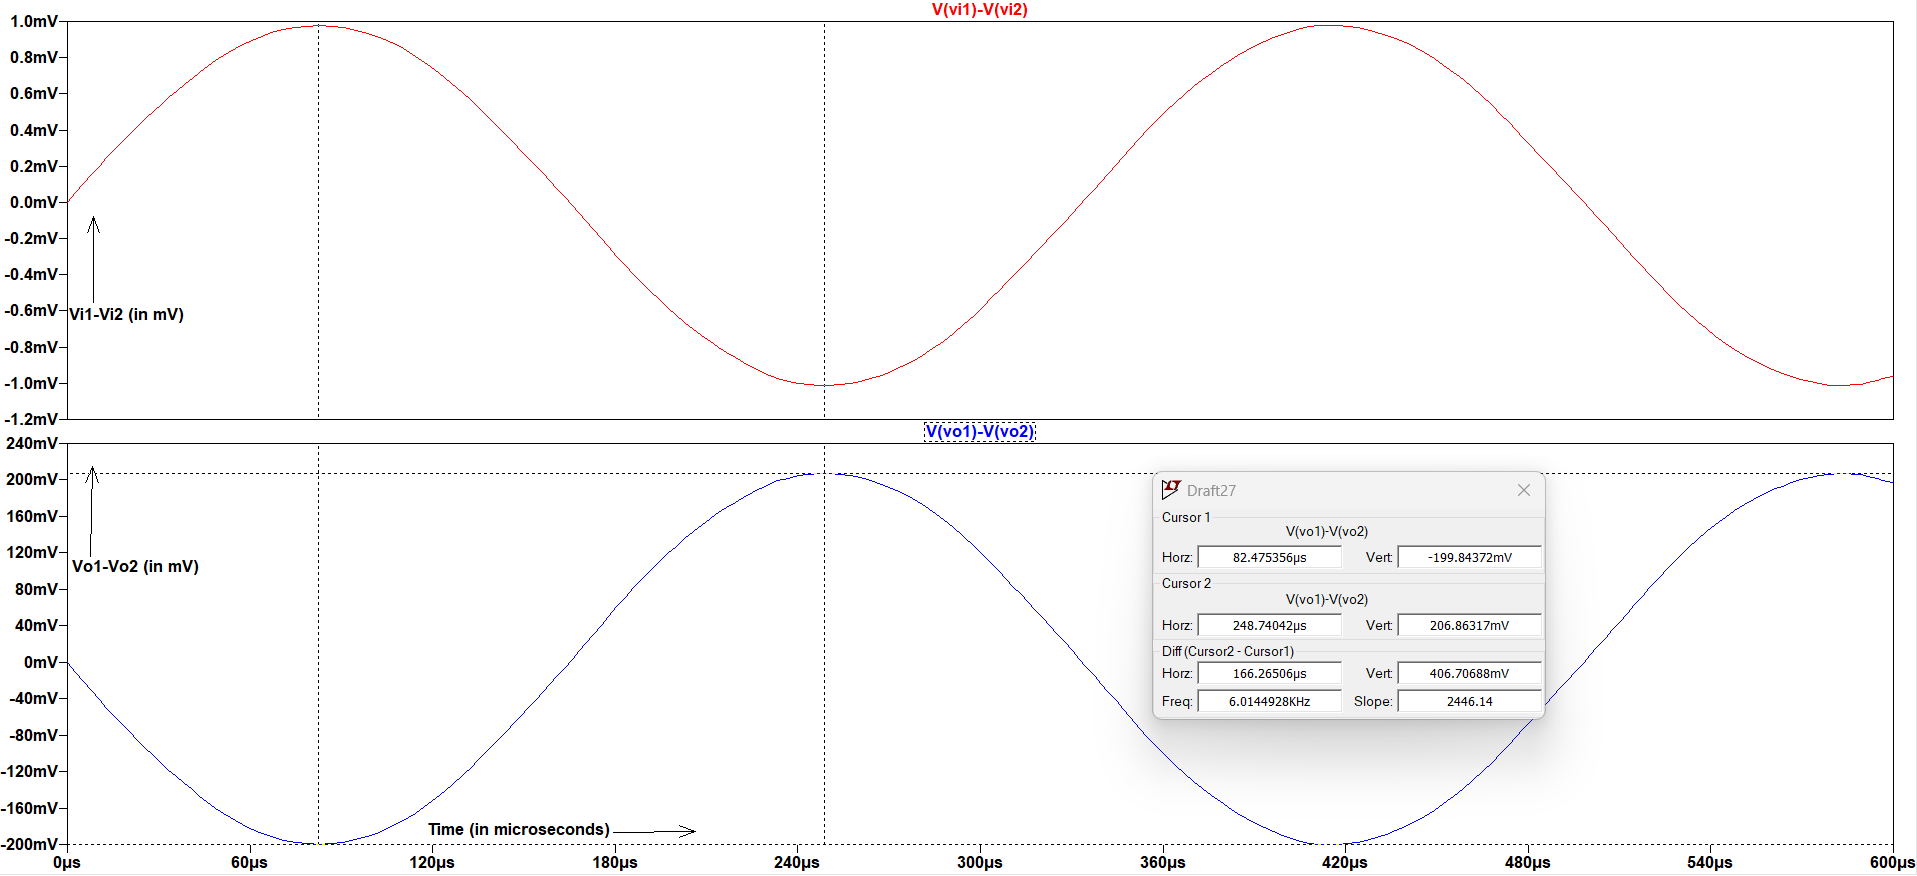 V(vi1)-V(vi2)
1.0mV
0.8mV
0.6mV
0.4mV
0.2mV
0.0mV
-0.2mV
-0.4mV
-0.6mV
-0.8mV
-1.0mV
-1.2mV
Vi1-Vi2 (in mV)
V(vo1)-V(vo2)
240mV
200mV
160mV
120mV
80mV
40mV
0mV
-40mV
-80mV
-120mV
-160mV
-200mV
Vo1-Vo2 (in mV)
Time (in microseconds)
0µs 60µs 120µs 180µs 240µs 300µs 360µs 420µs 480µs 540µs 600µs
Draft27
Cursor 1
V(vo1)-V(vo2)
Horz: 82.475356µs Vert: -199.84372mV
Cursor 2
V(vo1)-V(vo2)
Horz: 248.74042µs Vert: 206.86317mV
Diff (Cursor2 - Cursor1)
Horz: 166.26506µs Vert: 406.70688mV
Freq: 6.0144928KHz Slope: 2446.14